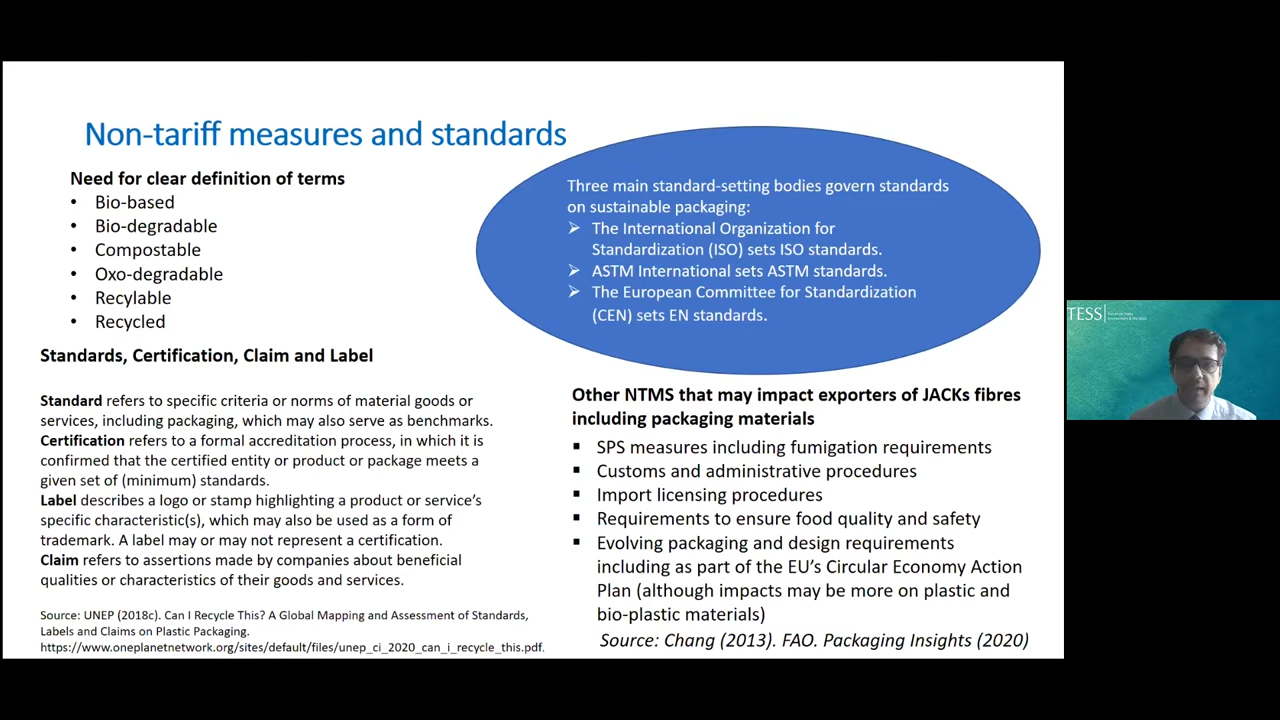 Non-tariff measures and standards
Need for clear definition of terms
• Bio-based
• Bio-degradable
• Compostable
• Oxo-degradable
• Recylable
• Recycled
Three main standard-setting bodies govern standards
on sustainable packaging:
➢ The International Organization for
Standardization (ISO) sets ISO standards.
➢ ASTM International sets ASTM standards.
➢ The European Committee for Standardization
(CEN) sets EN standards.
Standards, Certification, Claim and Label
Standard refers to specific criteria or norms of material goods or
services, including packaging, which may also serve as benchmarks.
Certification refers to a formal accreditation process, in which it is
confirmed that the certified entity or product or package meets a
given set of (minimum) standards.
Label describes a logo or stamp highlighting a product or service's
specific characteristic(s), which may also be used as a form of
trademark. A label may or may not represent a certification.
Claim refers to assertions made by companies about beneficial
qualities or characteristics of their goods and services.
Source: UNEP (2018c). Can I Recycle This? A Global Mapping and Assessment of Standards,
Labels and Claims on Plastic Packaging.
https://www.oneplanetnetwork.org/sites/default/files/unep_ci_2020_can_i_recycle_this.pdf.
Other NTMS that may impact exporters of JACKs fibres
including packaging materials
▪ SPS measures including fumigation requirements
▪ Customs and administrative procedures
▪ Import licensing procedures
▪ Requirements to ensure food quality and safety
▪ Evolving packaging and design requirements
including as part of the EU's Circular Economy Action
Plan (although impacts may be more on plastic and
bio-plastic materials)
Source: Chang (2013). FAO. Packaging Insights (2020)
TESS